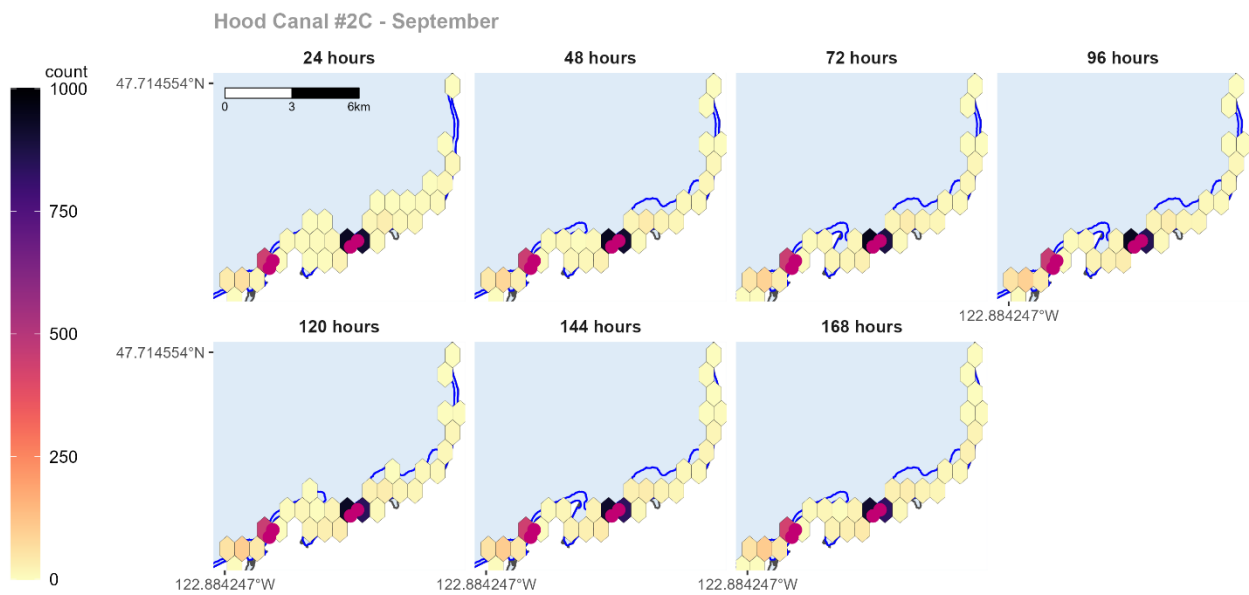 Hood Canal #2C - September
24 hours
48 hours
72 hours
96 hours
count
1000
750
500
250
0
47.714554°N
0
3
6km
122.884247°W
120 hours
144 hours
168 hours
47.714554°N
122.884247°W
122.884247°W
122.884247°W